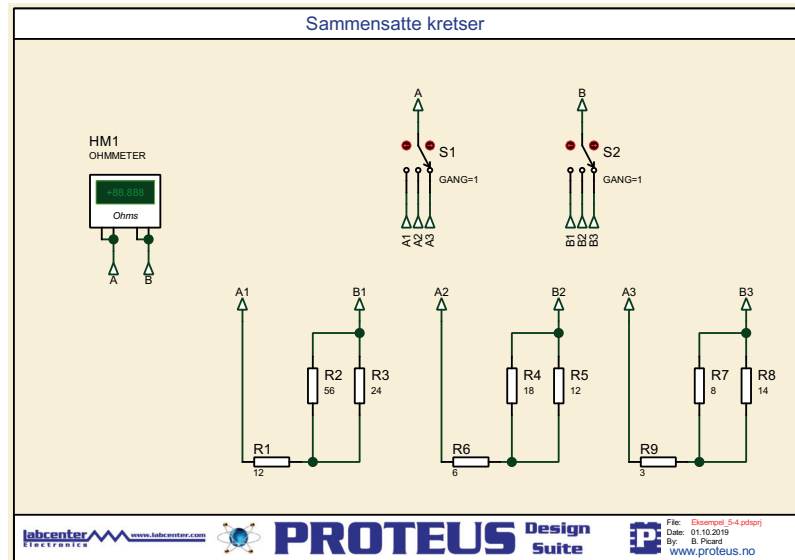 Sammensatte kretser
HM1
OHMMETER
+88.888
Ohms
A
B
A
S1
GANG=1
A1
A2
A3
B
S2
GANG=1
B1
B2
B3
A1
B1
R2
56
R3
24
R1
12
A2
B2
R4
18
R5
12
R6
6
A3
B3
R7
8
R8
14
R9
3
labcenter www.labcenter.com
Electronics
PROTEUS Design Suite
P
File: Eksempel_5-4.pdsprj
Date: 01.10.2019
By: B. Picard
www.proteus.no